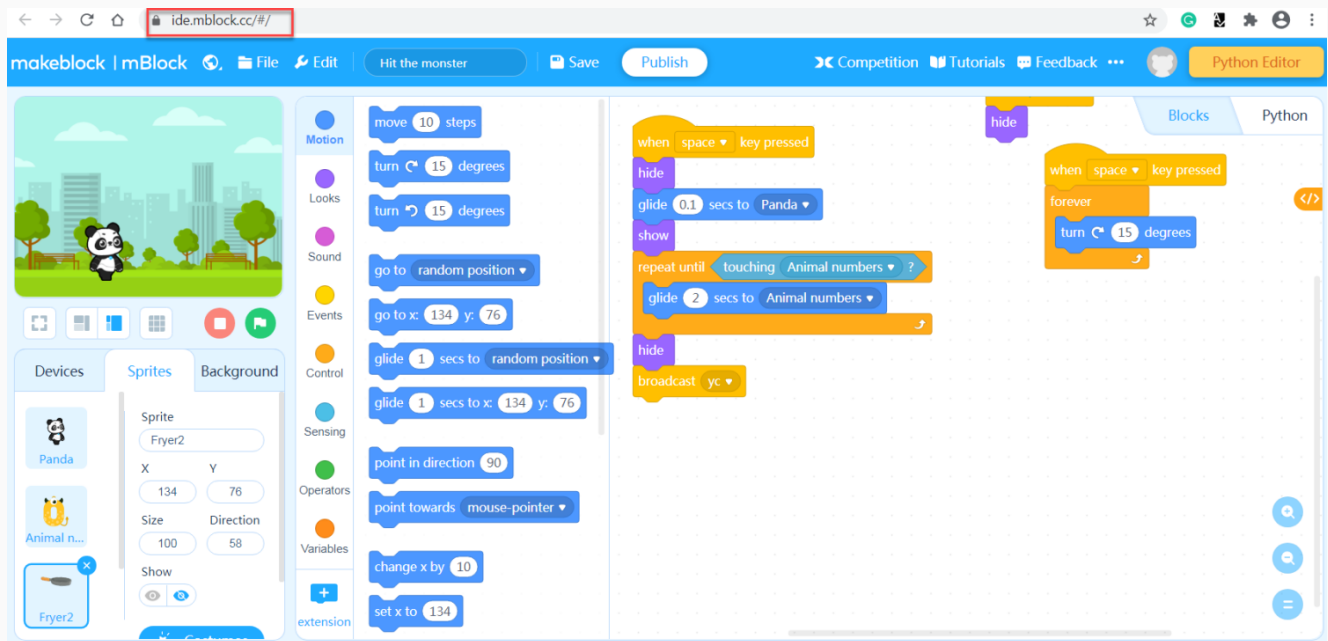 ide.mblock.cc/#/
makeblock | mBlock File Edit Hit the monster Save Publish Competition Tutorials Feedback Python Editor
Motion
Looks
Sound
Events
Control
Sensing
Operators
Variables
extension
move 10 steps
turn 15 degrees
turn 15 degrees
go to random position
go to x: 134 y: 76
glide 1 secs to random position
glide 1 secs to x: 134 y: 76
point in direction 90
point towards mouse-pointer
change x by 10
set x to 134
when space key pressed
hide
glide 0.1 secs to Panda
show
repeat until touching Animal numbers ?
glide 2 secs to Animal numbers
hide
broadcast yc
hide
when space key pressed
forever
turn 15 degrees
Blocks Python
</>
Devices Sprites Background
Panda
Animal n...
Fryer2
Sprite
Fryer2
X Y
134 76
Size Direction
100 58
Show
Costumes